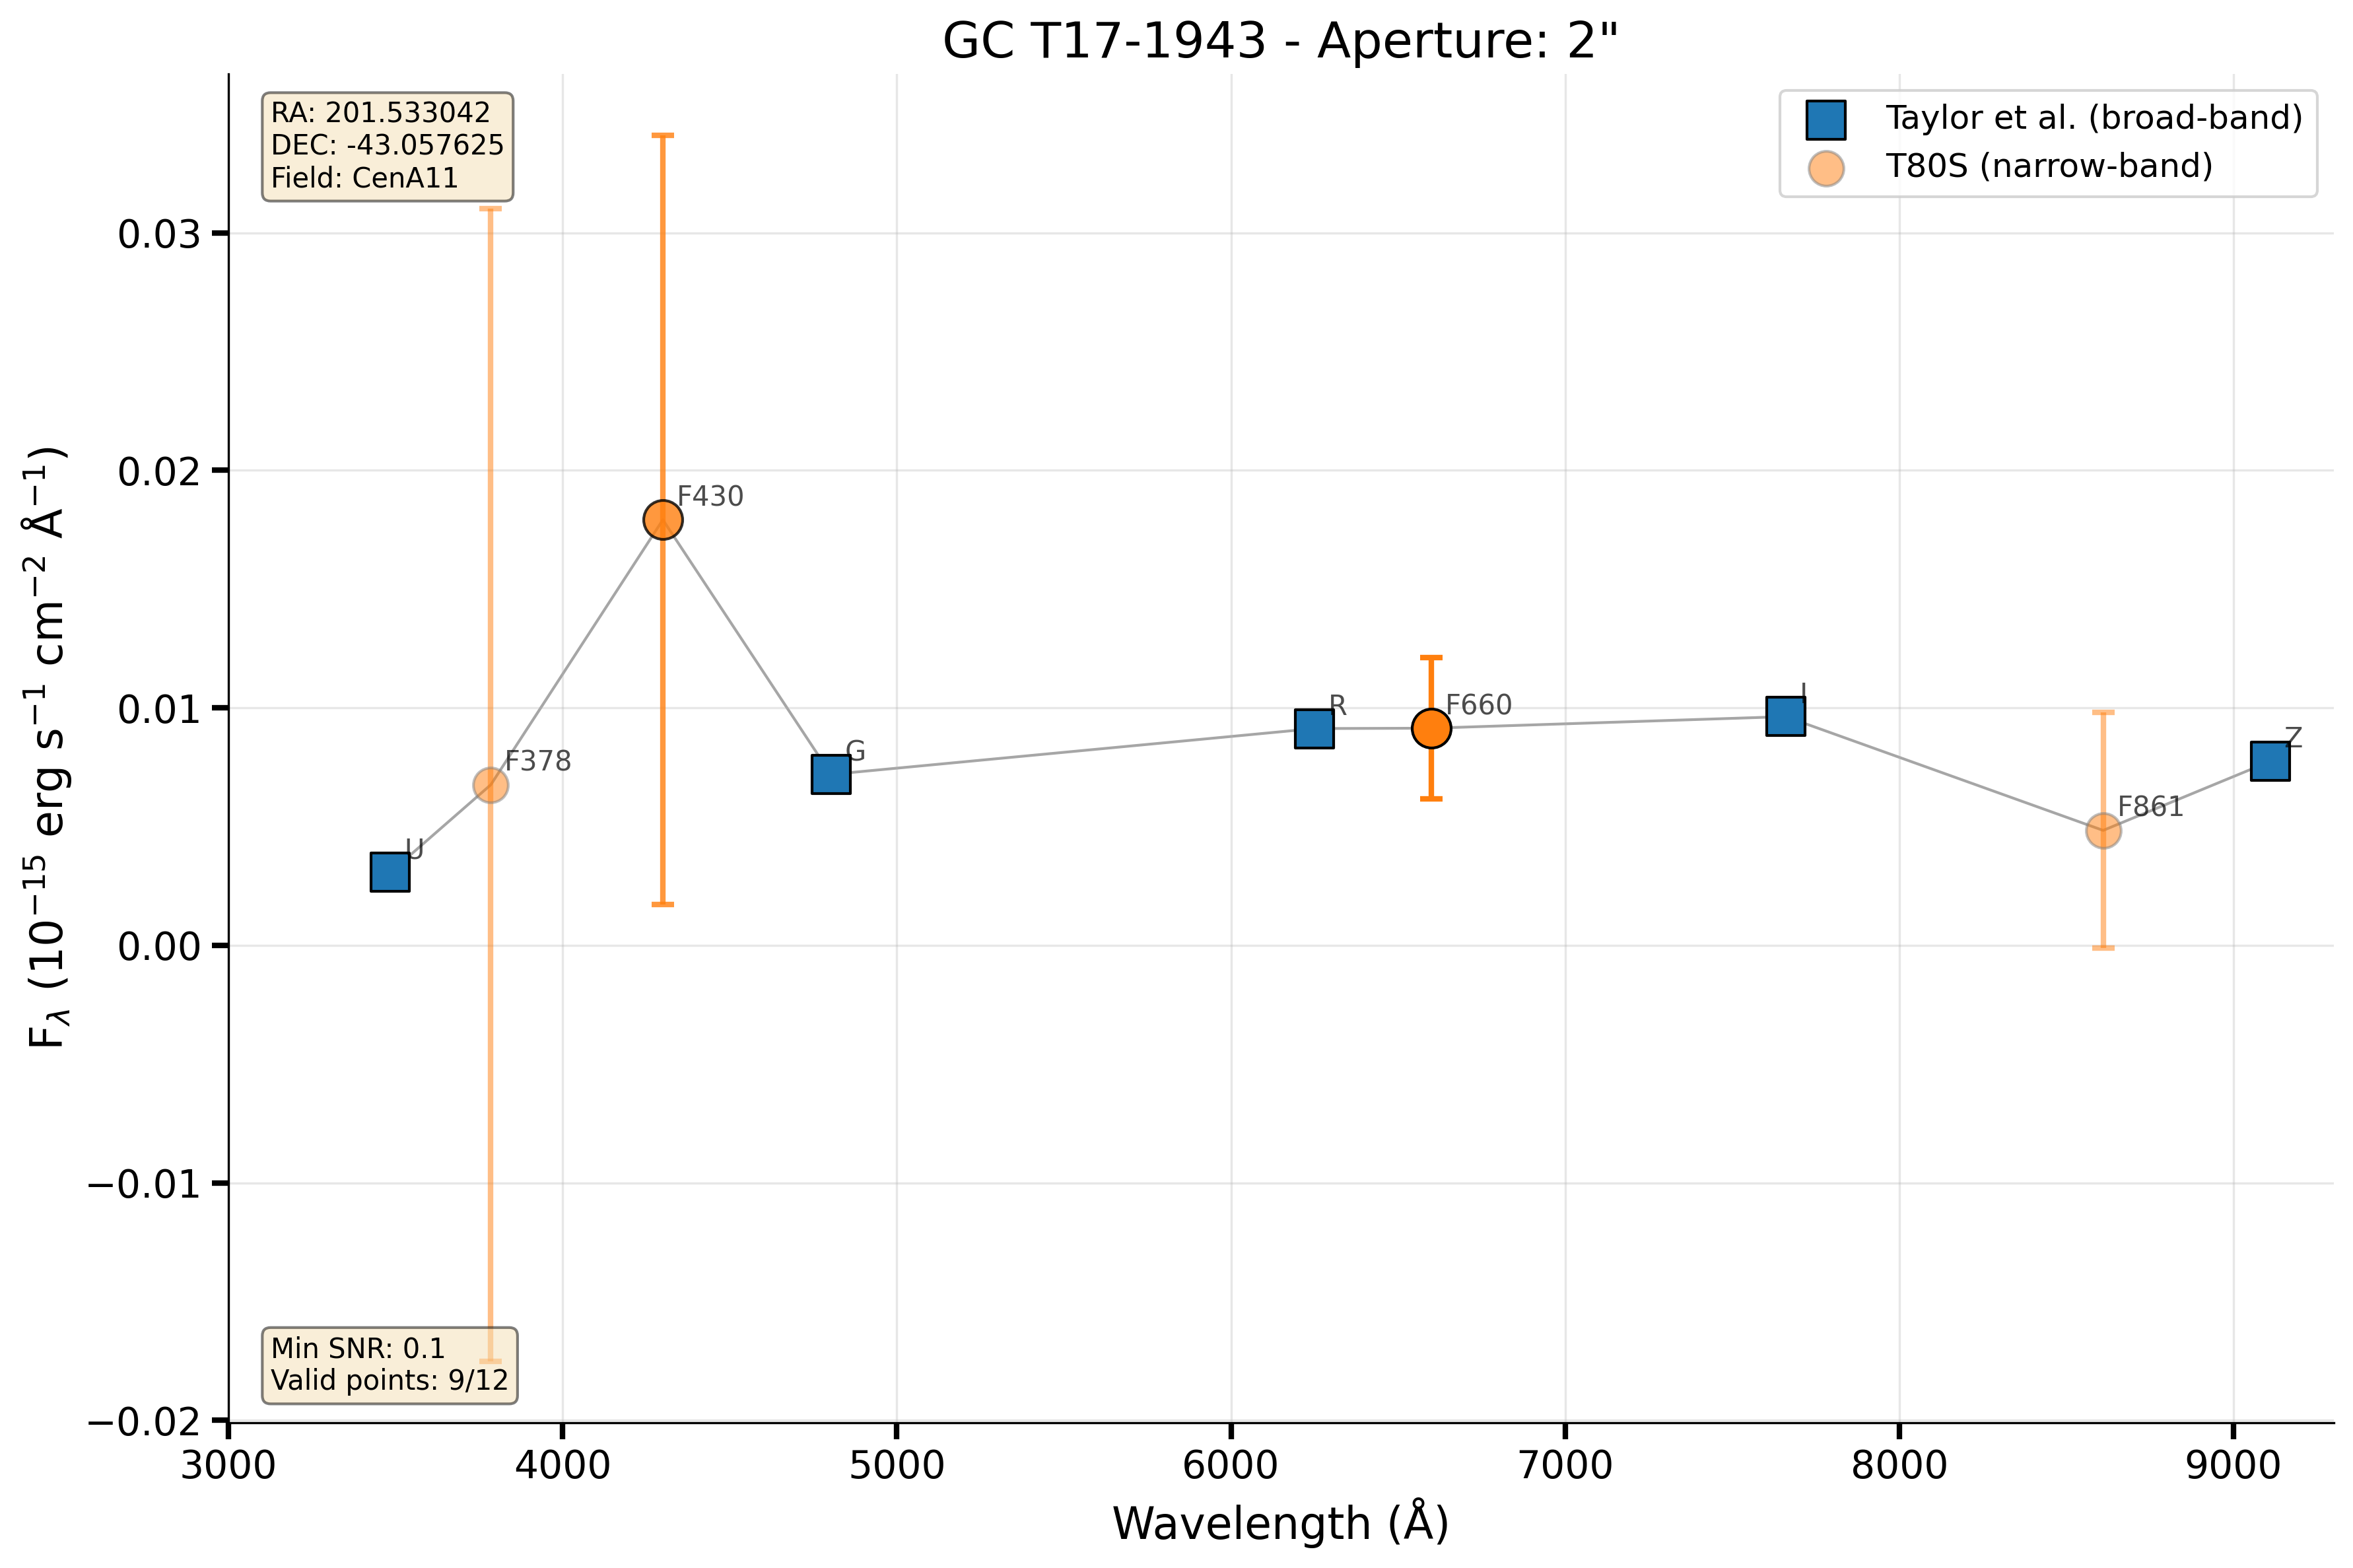 GC T17-1943 - Aperture: 2"
RA: 201.533042
DEC: -43.057625
Field: CenA11
Taylor et al. (broad-band)
T80S (narrow-band)
0.03
0.02
0.01
0.00
−0.01
−0.02
F430
F378
U
G
R
F660
I
F861
Z
Min SNR: 0.1
Valid points: 9/12
3000
4000
5000
6000
7000
8000
9000
Wavelength (Å)
Fλ (10⁻¹⁵ erg s⁻¹ cm⁻² Å⁻¹)